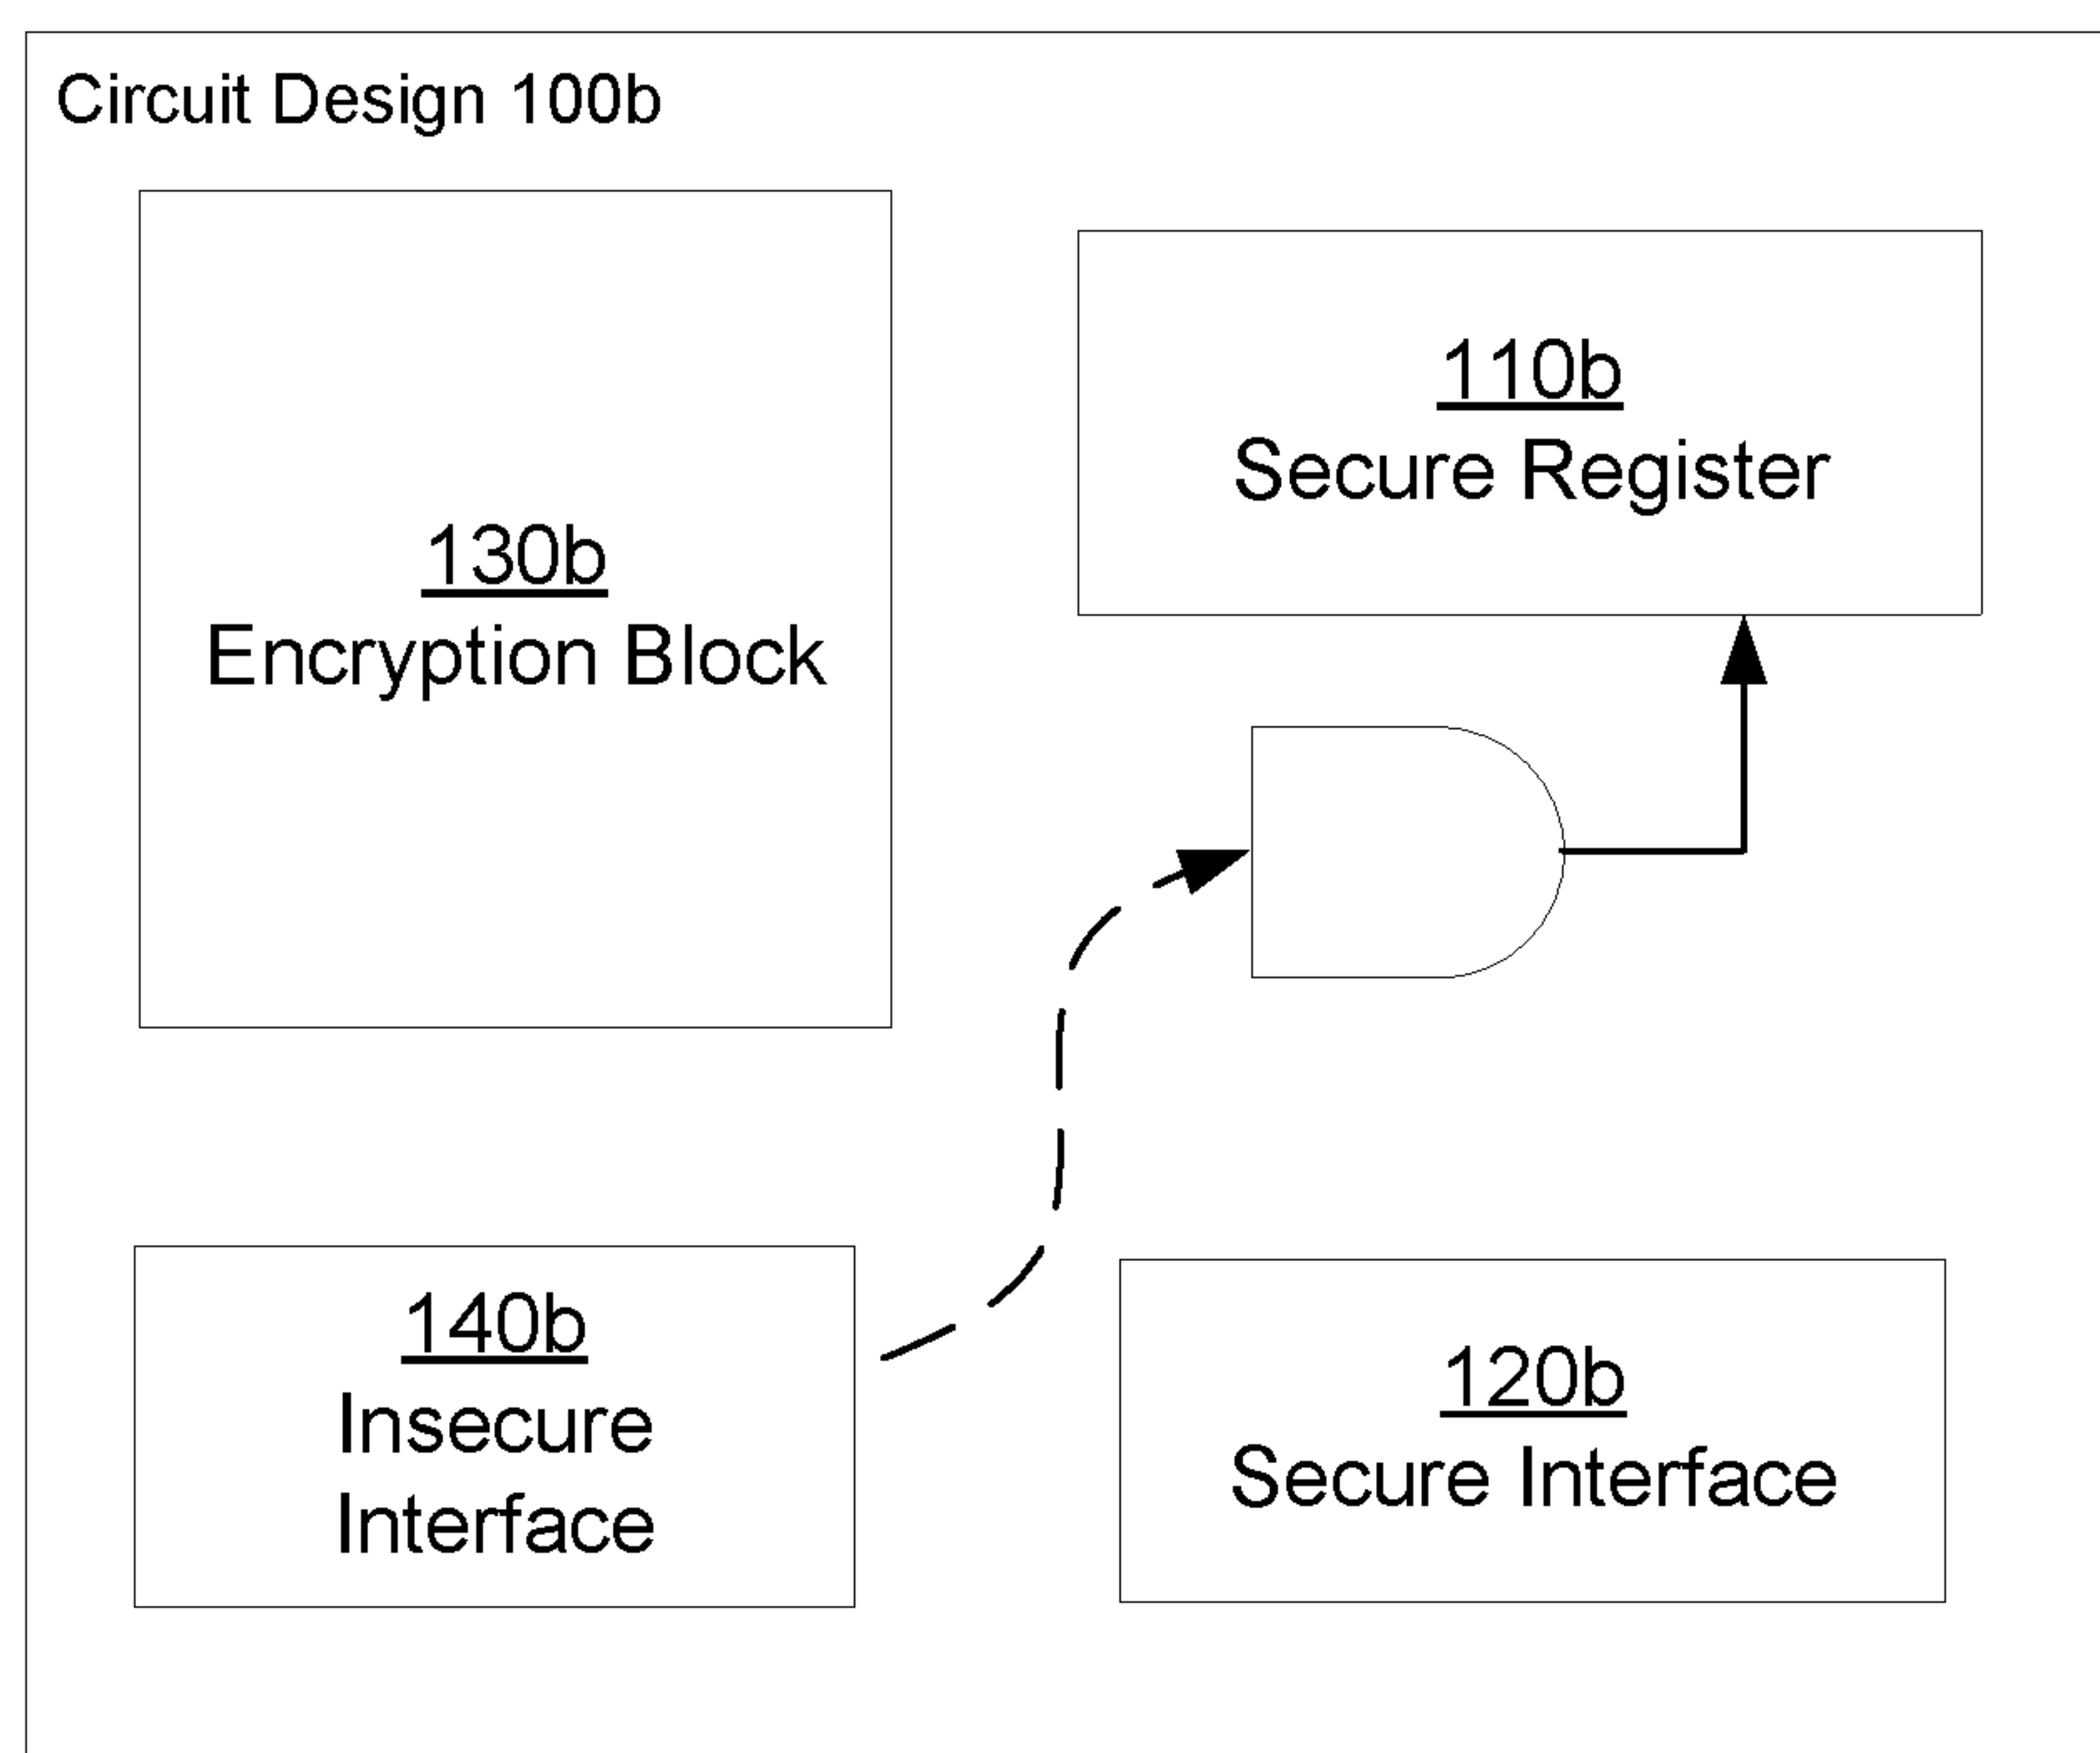 Circuit Design 100b
130b
Encryption Block
110b
Secure Register
140b
Insecure
Interface
120b
Secure Interface